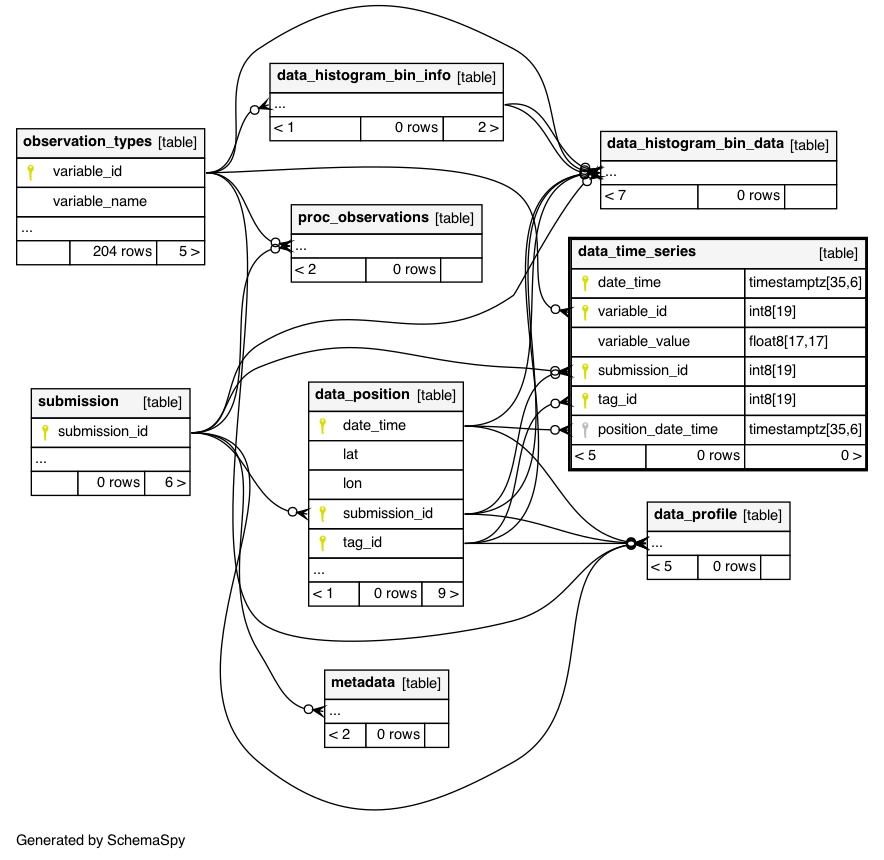 data_histogram_bin_info [table]
...
< 1 0 rows 2 >
observation_types [table]
variable_id
variable_name
...
204 rows 5 >
data_histogram_bin_data [table]
...
< 7 0 rows
proc_observations [table]
...
< 2 0 rows
data_time_series [table]
date_time timestamptz[35,6]
variable_id int8[19]
variable_value float8[17,17]
submission_id int8[19]
tag_id int8[19]
position_date_time timestamptz[35,6]
< 5 0 rows 0 >
submission [table]
submission_id
...
0 rows 6 >
data_position [table]
date_time
lat
lon
submission_id
tag_id
...
< 1 0 rows 9 >
data_profile [table]
...
< 5 0 rows
metadata [table]
...
< 2 0 rows
Generated by SchemaSpy